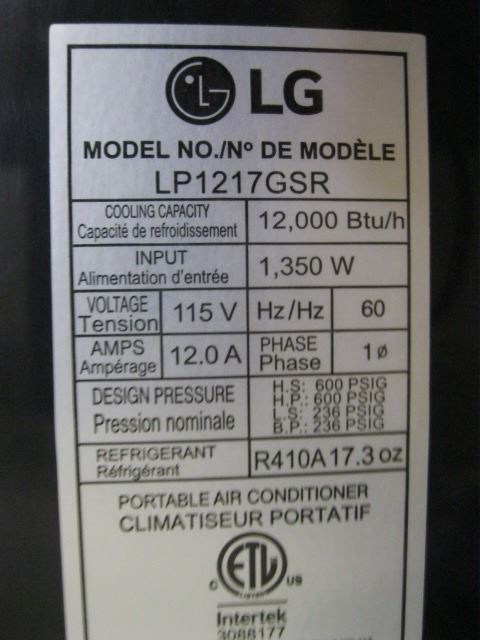 LG
MODEL NO./Nº DE MODÈLE
LP1217GSR
COOLING CAPACITY
Capacité de refroidissement
12,000 Btu/h
INPUT
Alimentation d'entrée
1,350 W
VOLTAGE
Tension
115 V
Hz/Hz
60
AMPS
Ampérage
12.0 A
PHASE
Phase
1ø
DESIGN PRESSURE
Pression nominale
H.S: 600 PSIG
H.P.: 600 PSIG
L.S: 236 PSIG
B.P.: 236 PSIG
REFRIGERANT
Réfrigérant
R410A 17.3 oz
PORTABLE AIR CONDITIONER
CLIMATISEUR PORTATIF
ETL
LISTED
C US
Intertek
3088177